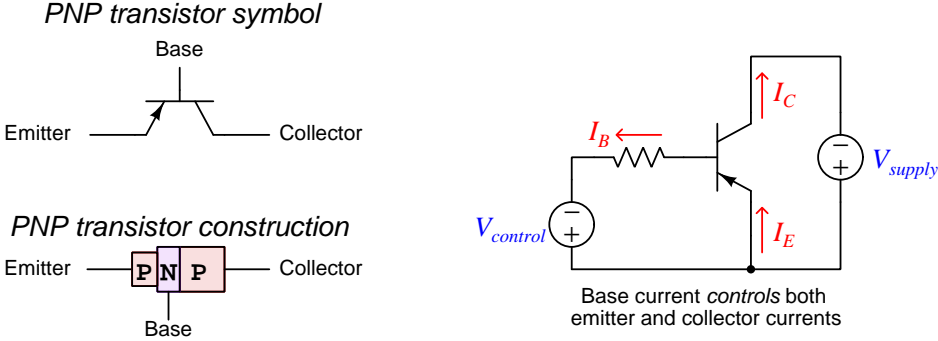 PNP transistor symbol
Base
Emitter
Collector
PNP transistor construction
Emitter
P N P
Collector
Base
I_C
I_B
−
+
V_supply
−
+
V_control
I_E
Base current controls both
emitter and collector currents